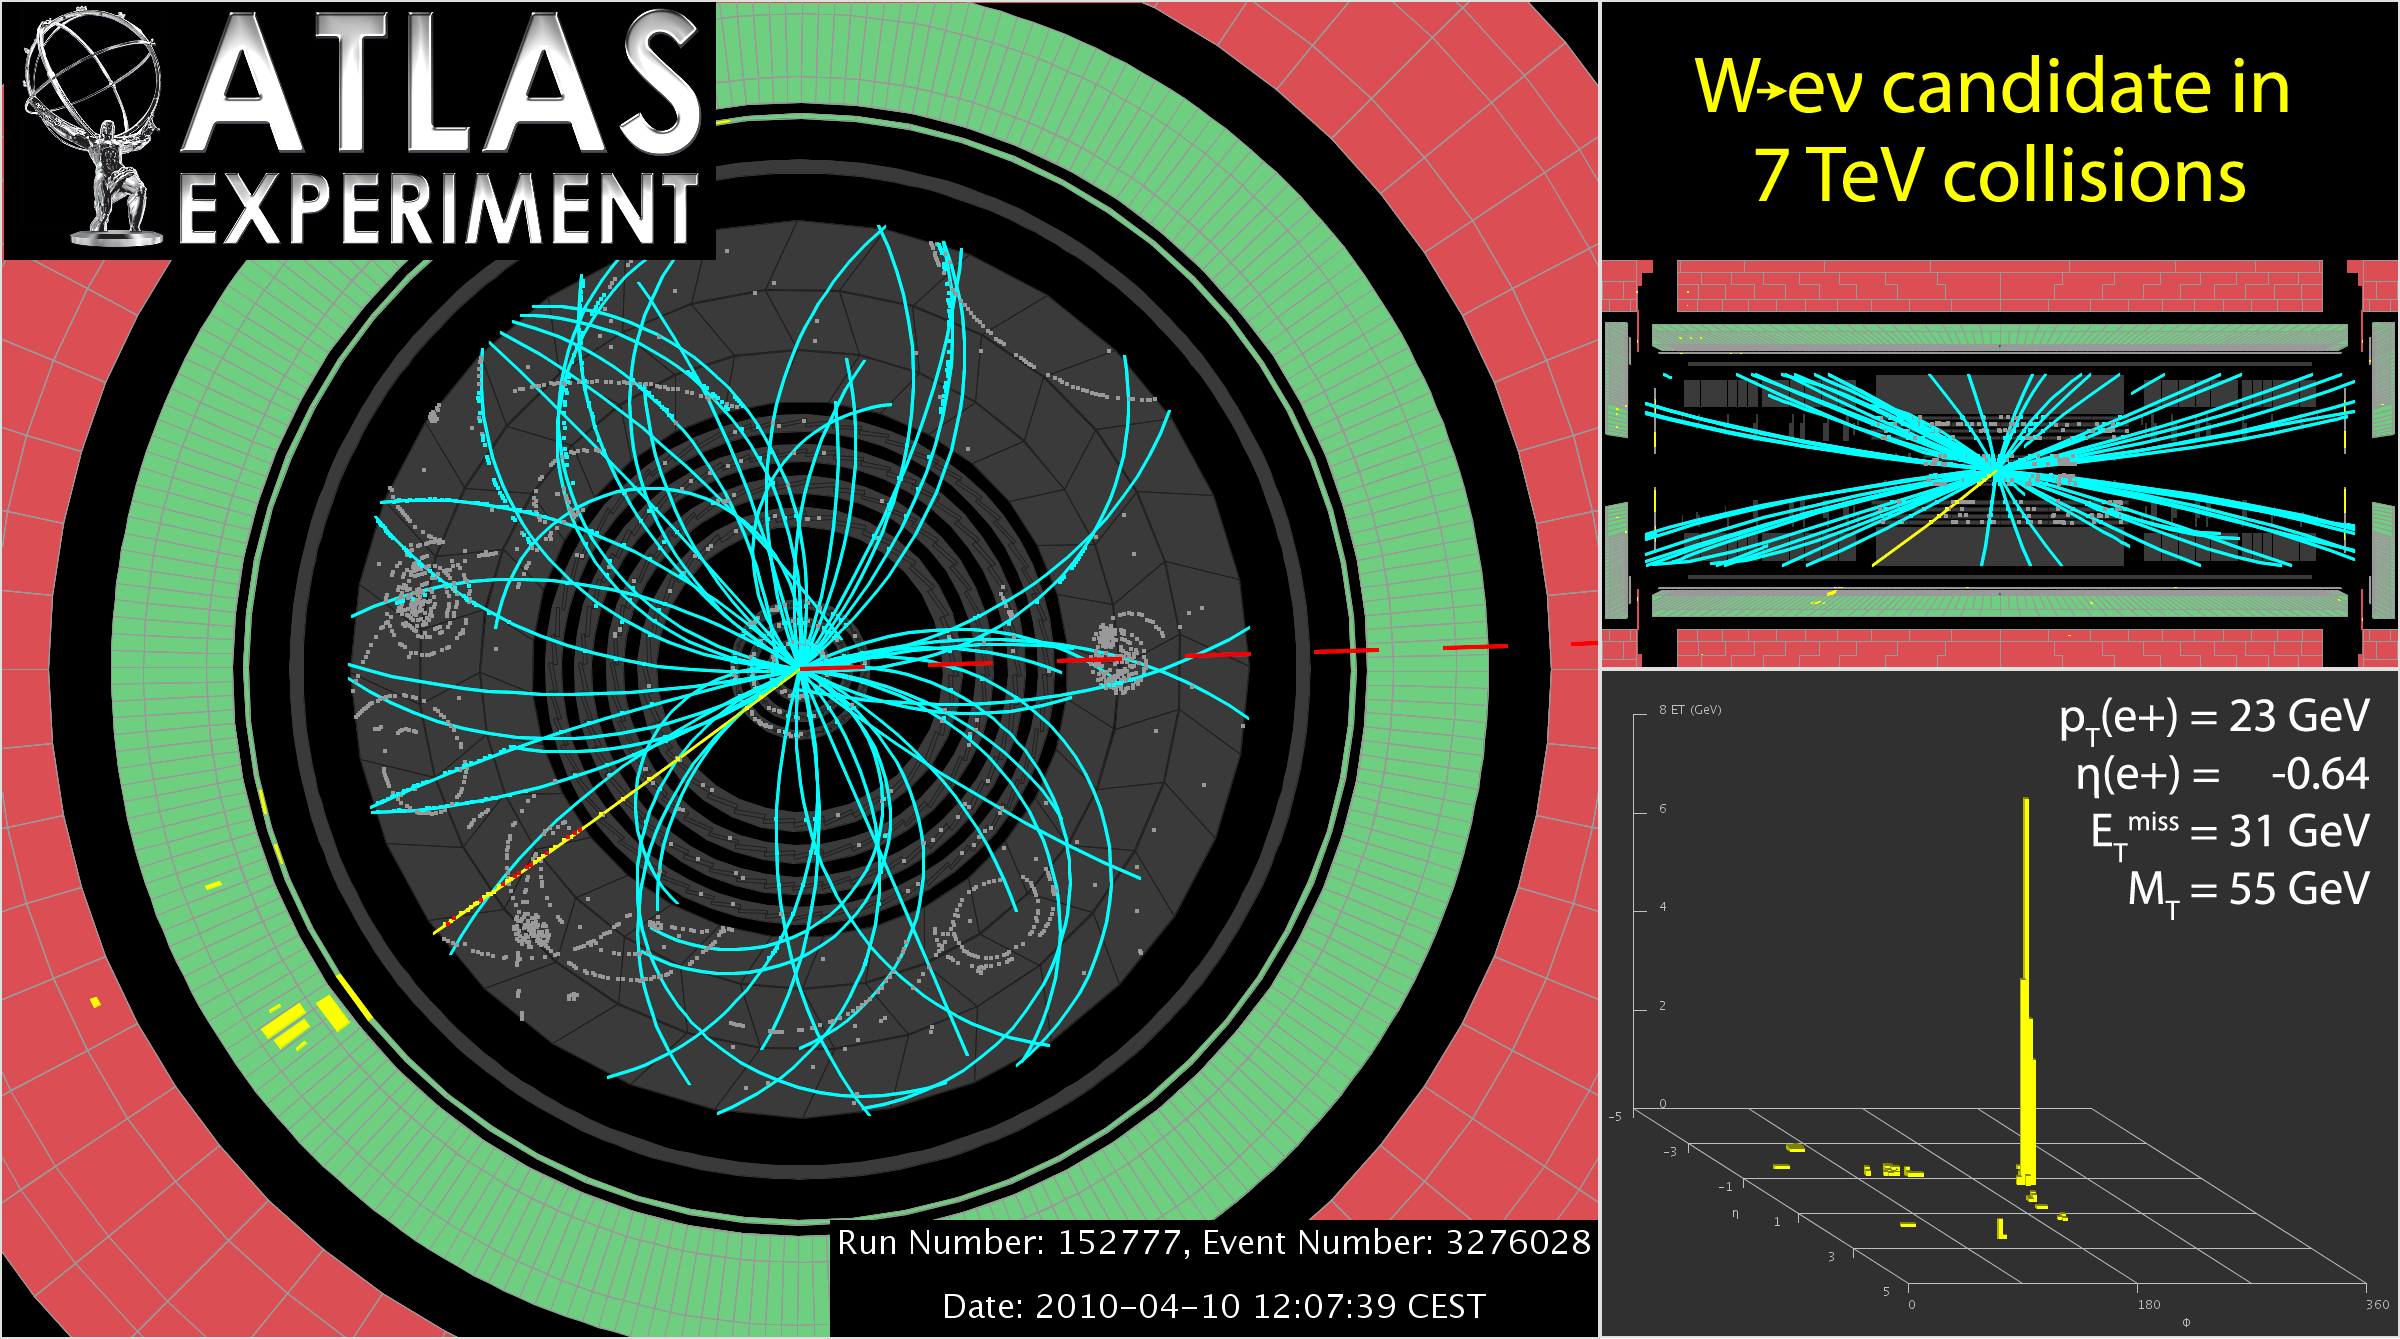 ATLAS
EXPERIMENT
W→eν candidate in
7 TeV collisions
8 ET (GeV)
6
4
2
0
-5
-3
-1
η
1
3
5
0
180
360
Φ
pT(e+) = 23 GeV
η(e+) = -0.64
ETmiss = 31 GeV
MT = 55 GeV
Run Number: 152777, Event Number: 3276028
Date: 2010-04-10 12:07:39 CEST